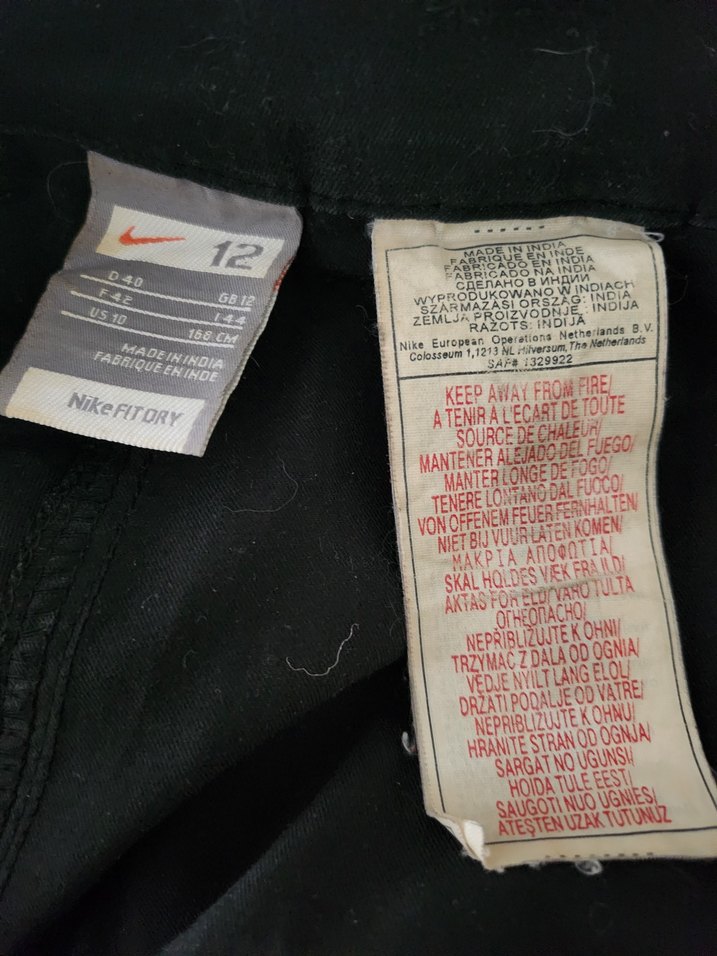 12
D 40
GB 12
F 42
I 44
US 10
168 CM
MADE IN INDIA
FABRIQUE EN INDE
Nike FIT DRY
MADE IN INDIA
FABRIQUE EN INDE
FABRICADO EN INDIA
FABRICADO NA INDIA
СДЕЛАНО В ИНДИИ
WYPRODUKOWANO W INDIACH
SZÁRMAZÁSI ORSZÁG: INDIA
ZEMLJA PROIZVODNJE: INDIJA
RAŽOTS: INDIJA
Nike European Operations Netherlands B.V.
Colosseum 1,1213 NL Hilversum, The Netherlands
SAF# 1329922
KEEP AWAY FROM FIRE/
A TENIR A L'ECART DE TOUTE
SOURCE DE CHALEUR/
MANTENER ALEJADO DEL FUEGO/
MANTER LONGE DE FOGO/
TENERE LONTANO DAL FUOCO/
VON OFFENEM FEUER FERNHALTEN/
NIET BIJ VUUR LATEN KOMEN/
ΜΑΚΡΙΑ ΑΠΟ ΦΩΤΙΑ/
SKAL HOLDES VÆK FRA ILD/
AKTAS FÖR ELD/VARO TULTA
ОГНЕОПАСНО/
NEPŘIBLIŽUJTE K OHNI/
TRZYMAĆ Z DALA OD OGNIA/
VÉDJE NYÍLT LÁNG ELŐL/
DRŽATI PODALJE OD VATRE/
NEPRIBLIŽUJTE K OHNU/
HRANITE STRAN OD OGNJA/
SARGAT NO UGUNS/
HOIDA TULE EEST/
SAUGOTI NUO UGNIES/
ATEŞTEN UZAK TUTUNUZ